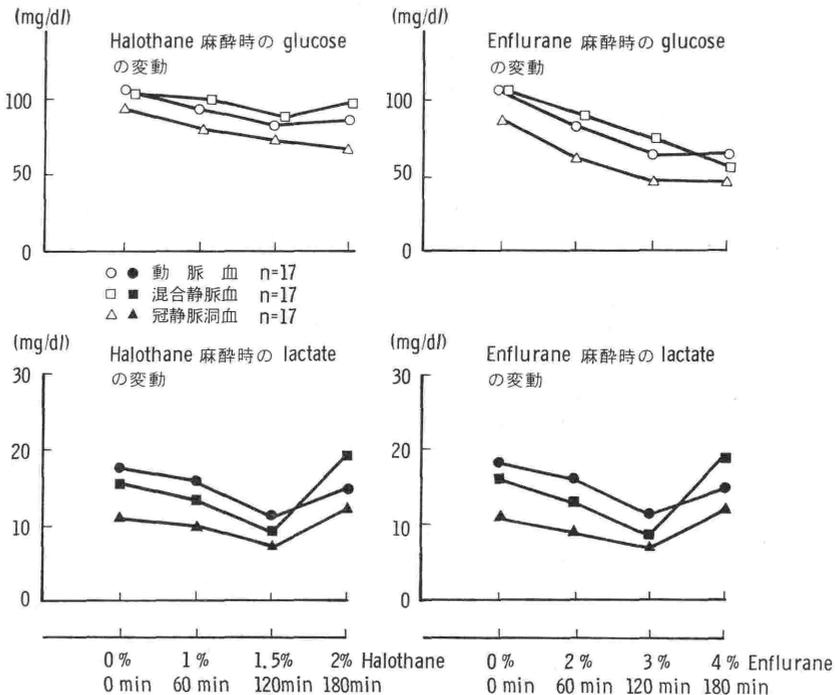 (mg/dl)
Halothane 麻酔時の glucose
の変動
100
50
0
(mg/dl)
Enflurane 麻酔時の glucose
の変動
100
50
0
○ ● 動 脈 血 n=17
□ ■ 混合静脈血 n=17
△ ▲ 冠静脈洞血 n=17
(mg/dl)
Halothane 麻酔時の lactate
の変動
30
20
10
0
(mg/dl)
Enflurane 麻酔時の lactate
の変動
30
20
10
0
0% 1% 1.5% 2% Halothane
0 min 60 min 120min 180min
0% 2% 3% 4% Enflurane
0 min 60 min 120 min 180 min